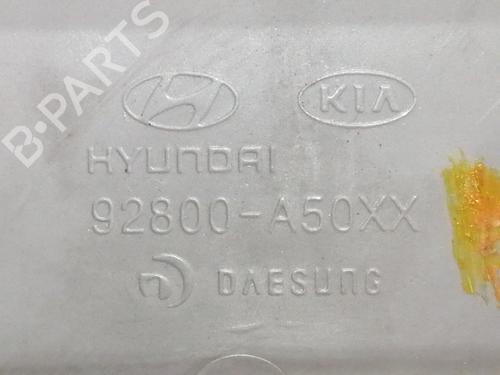 B-PARTS
KIA
HYUNDAI
92800-A50XX
DAESUNG